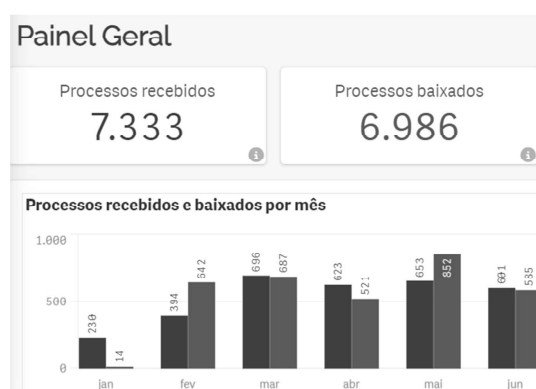 Painel Geral
Processos recebidos
7.333
Processos baixados
6.986
Processos recebidos e baixados por mês
1.000
500
0
230
14
394
642
696
687
623
521
653
852
601
585
jan
fev
mar
abr
mai
jun